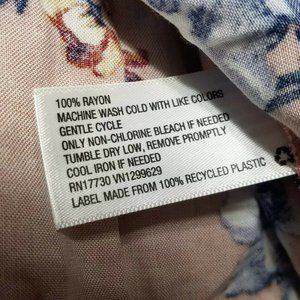 100% RAYON
MACHINE WASH COLD WITH LIKE COLORS
GENTLE CYCLE
ONLY NON-CHLORINE BLEACH IF NEEDED
TUMBLE DRY LOW, REMOVE PROMPTLY
COOL IRON IF NEEDED
RN17730 VN1299629
LABEL MADE FROM 100% RECYCLED PLASTIC